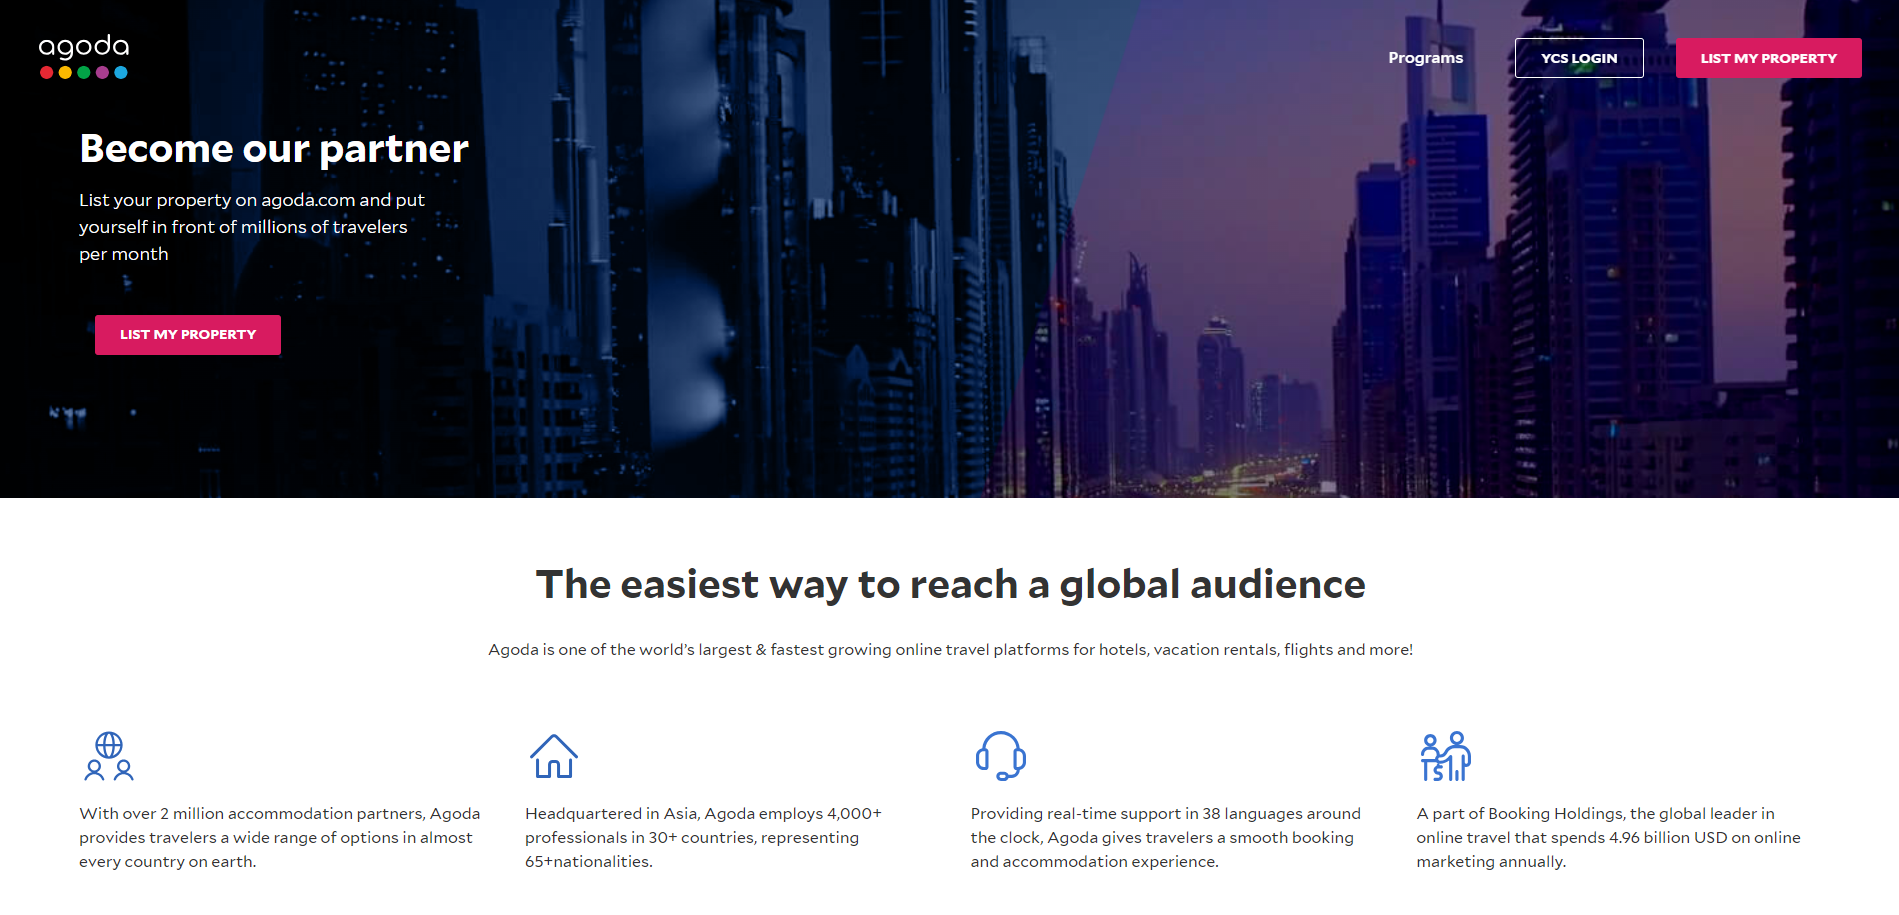 agoda
Programs
YCS LOGIN
LIST MY PROPERTY
Become our partner
List your property on agoda.com and put
yourself in front of millions of travelers
per month
LIST MY PROPERTY
The easiest way to reach a global audience
Agoda is one of the world's largest & fastest growing online travel platforms for hotels, vacation rentals, flights and more!
With over 2 million accommodation partners, Agoda
provides travelers a wide range of options in almost
every country on earth.
Headquartered in Asia, Agoda employs 4,000+
professionals in 30+ countries, representing
65+nationalities.
Providing real-time support in 38 languages around
the clock, Agoda gives travelers a smooth booking
and accommodation experience.
A part of Booking Holdings, the global leader in
online travel that spends 4.96 billion USD on online
marketing annually.